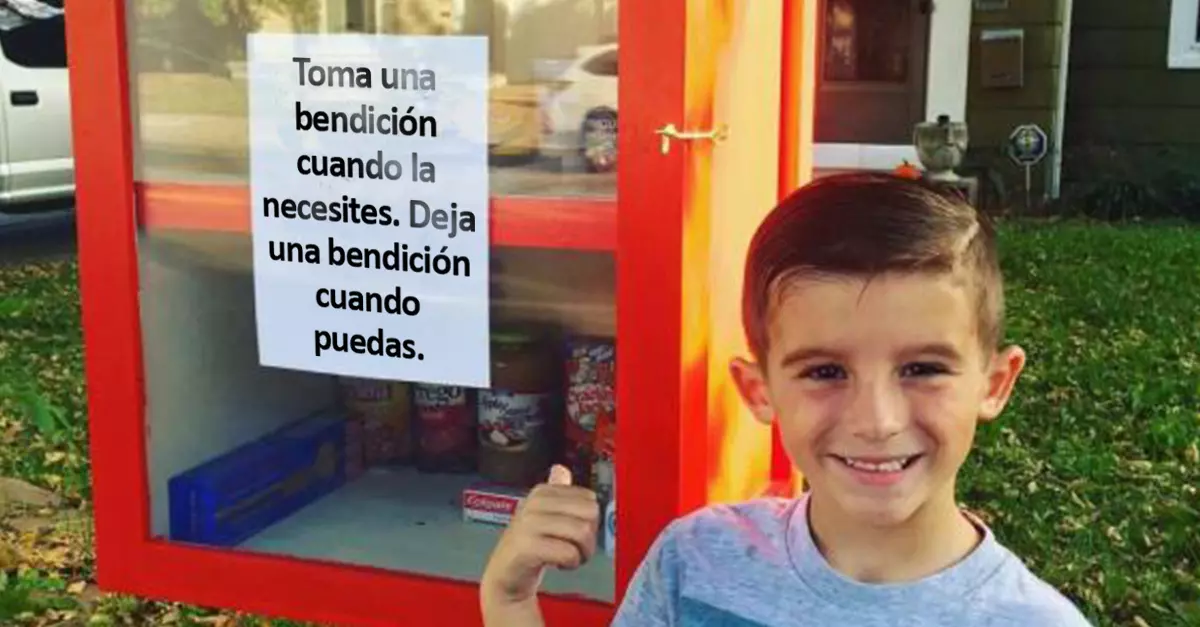 Toma una
bendición
cuando la
necesites. Deja
una bendición
cuando
puedas.
Colgate